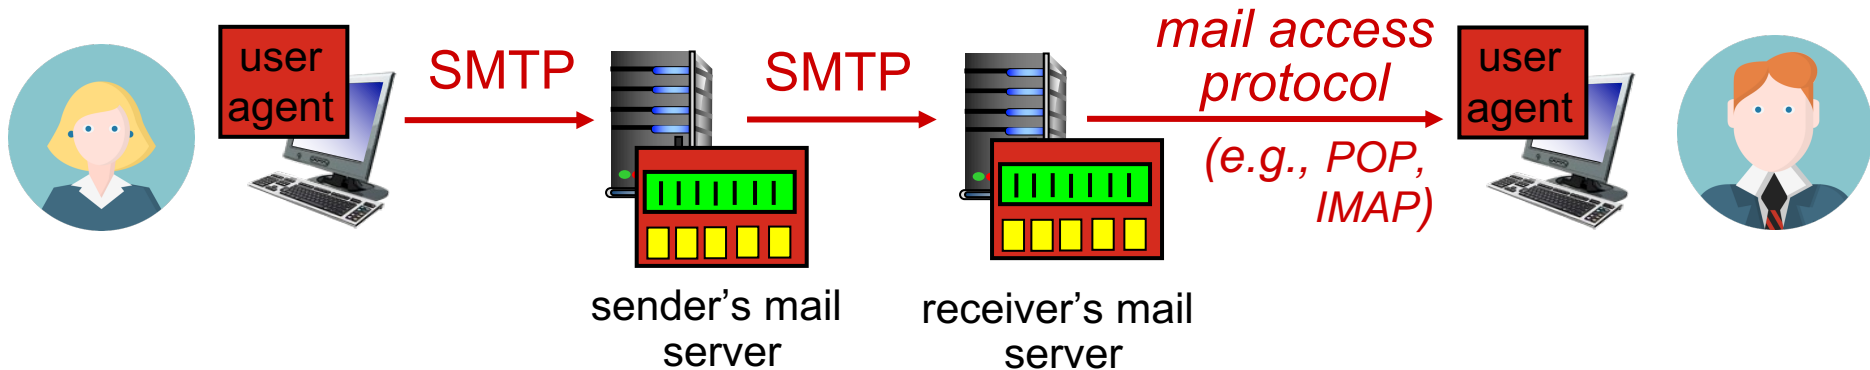 user
agent
SMTP
SMTP
mail access
protocol
(e.g., POP,
IMAP)
user
agent
sender’s mail
server
receiver’s mail
server